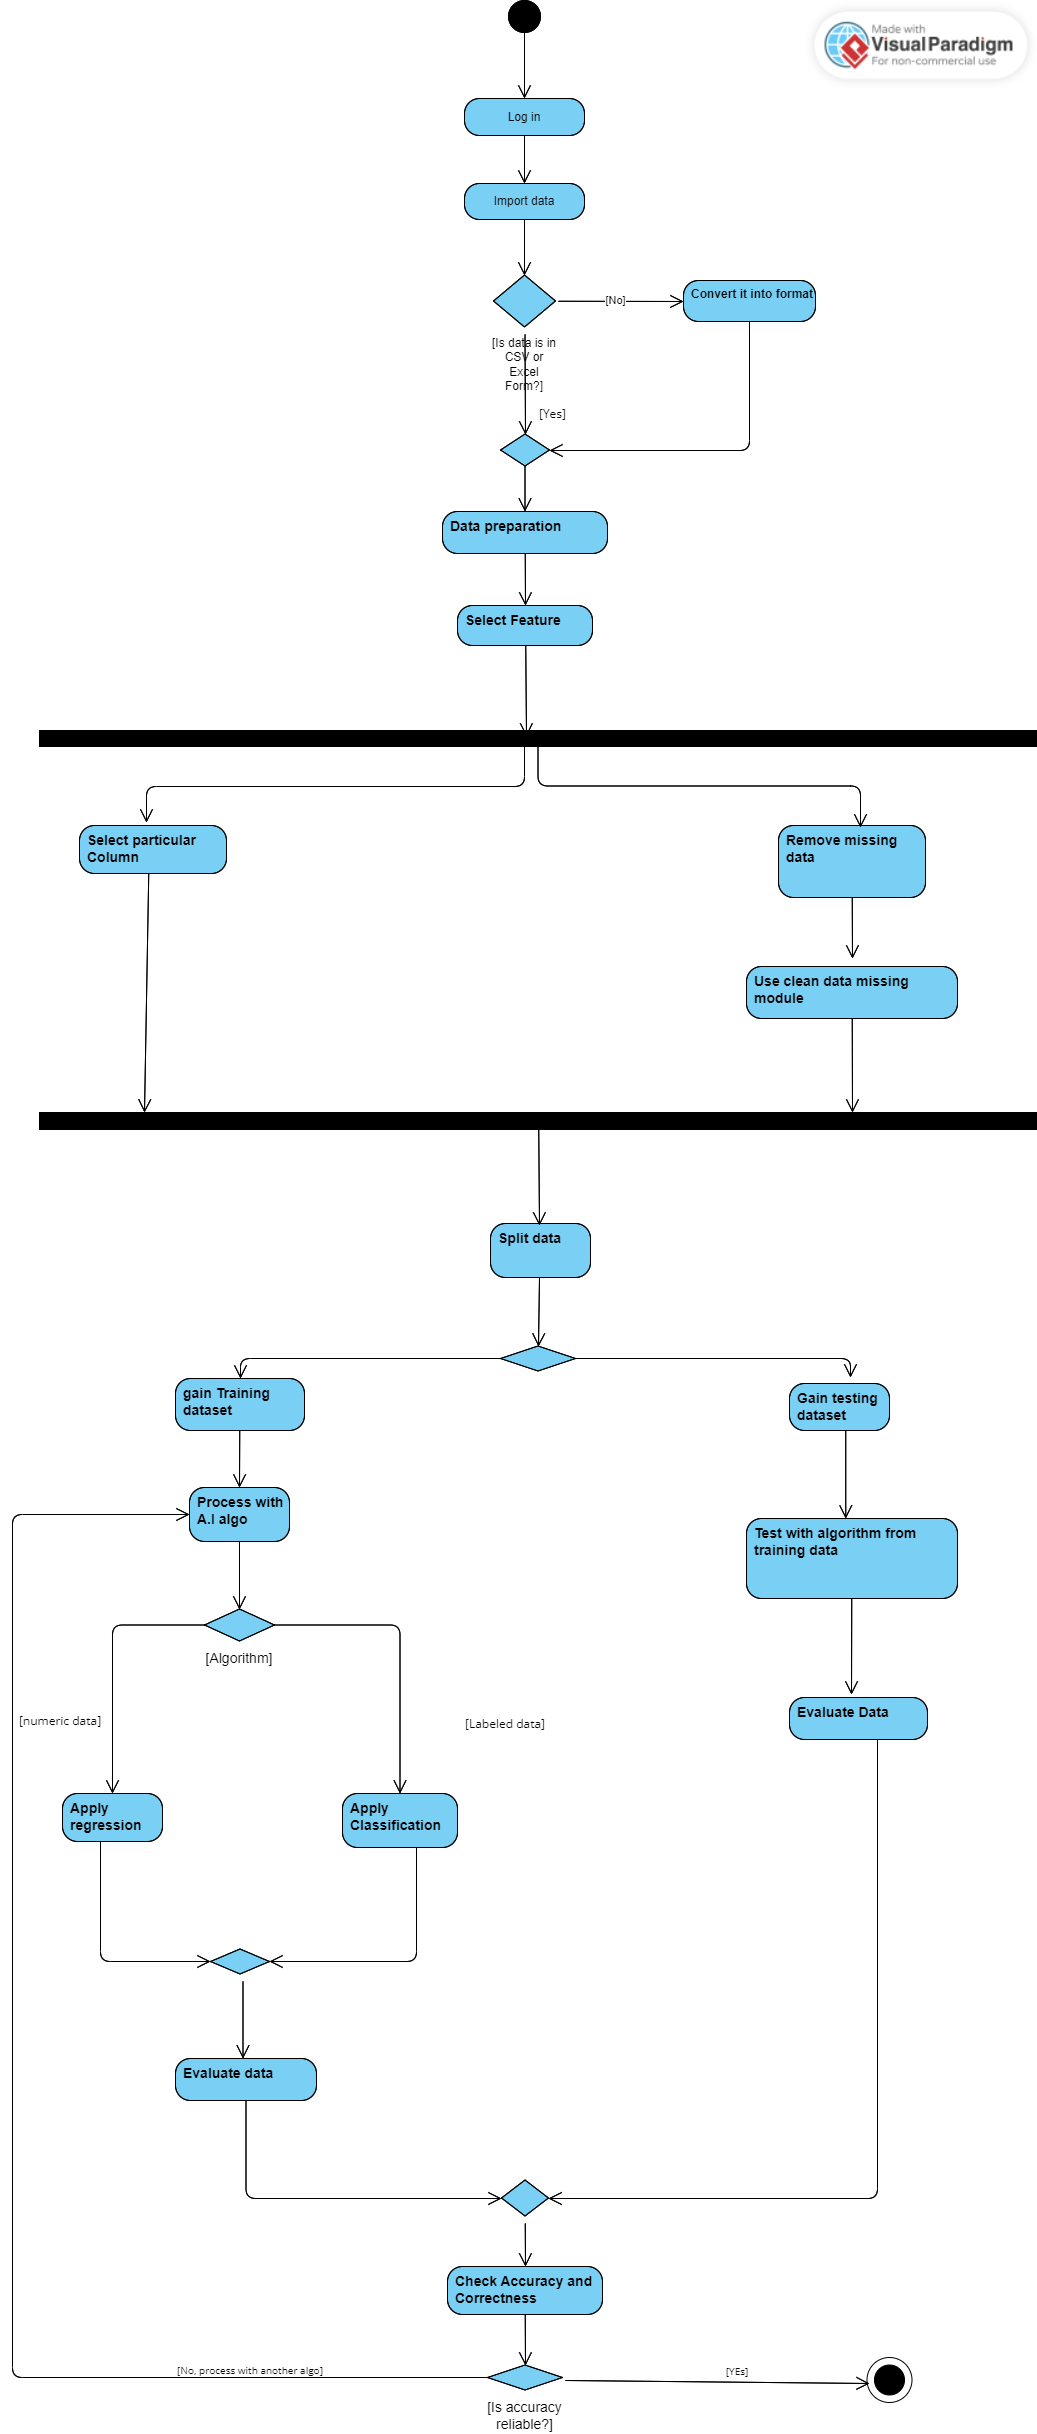 Made with
Visual Paradigm
For non-commercial use
Log in
Import data
[No]
Convert it into format
[Is data is in
CSV or
Excel
Form?]
[Yes]
Data preparation
Select Feature
Select particular
Column
Remove missing
data
Use clean data missing
module
Split data
gain Training
dataset
Gain testing
dataset
Process with
A.I algo
Test with algorithm from
training data
[Algorithm]
[numeric data]
[Labeled data]
Evaluate Data
Apply
regression
Apply
Classification
Evaluate data
Check Accuracy and
Correctness
[No, process with another algo]
[YEs]
[Is accuracy
reliable?]